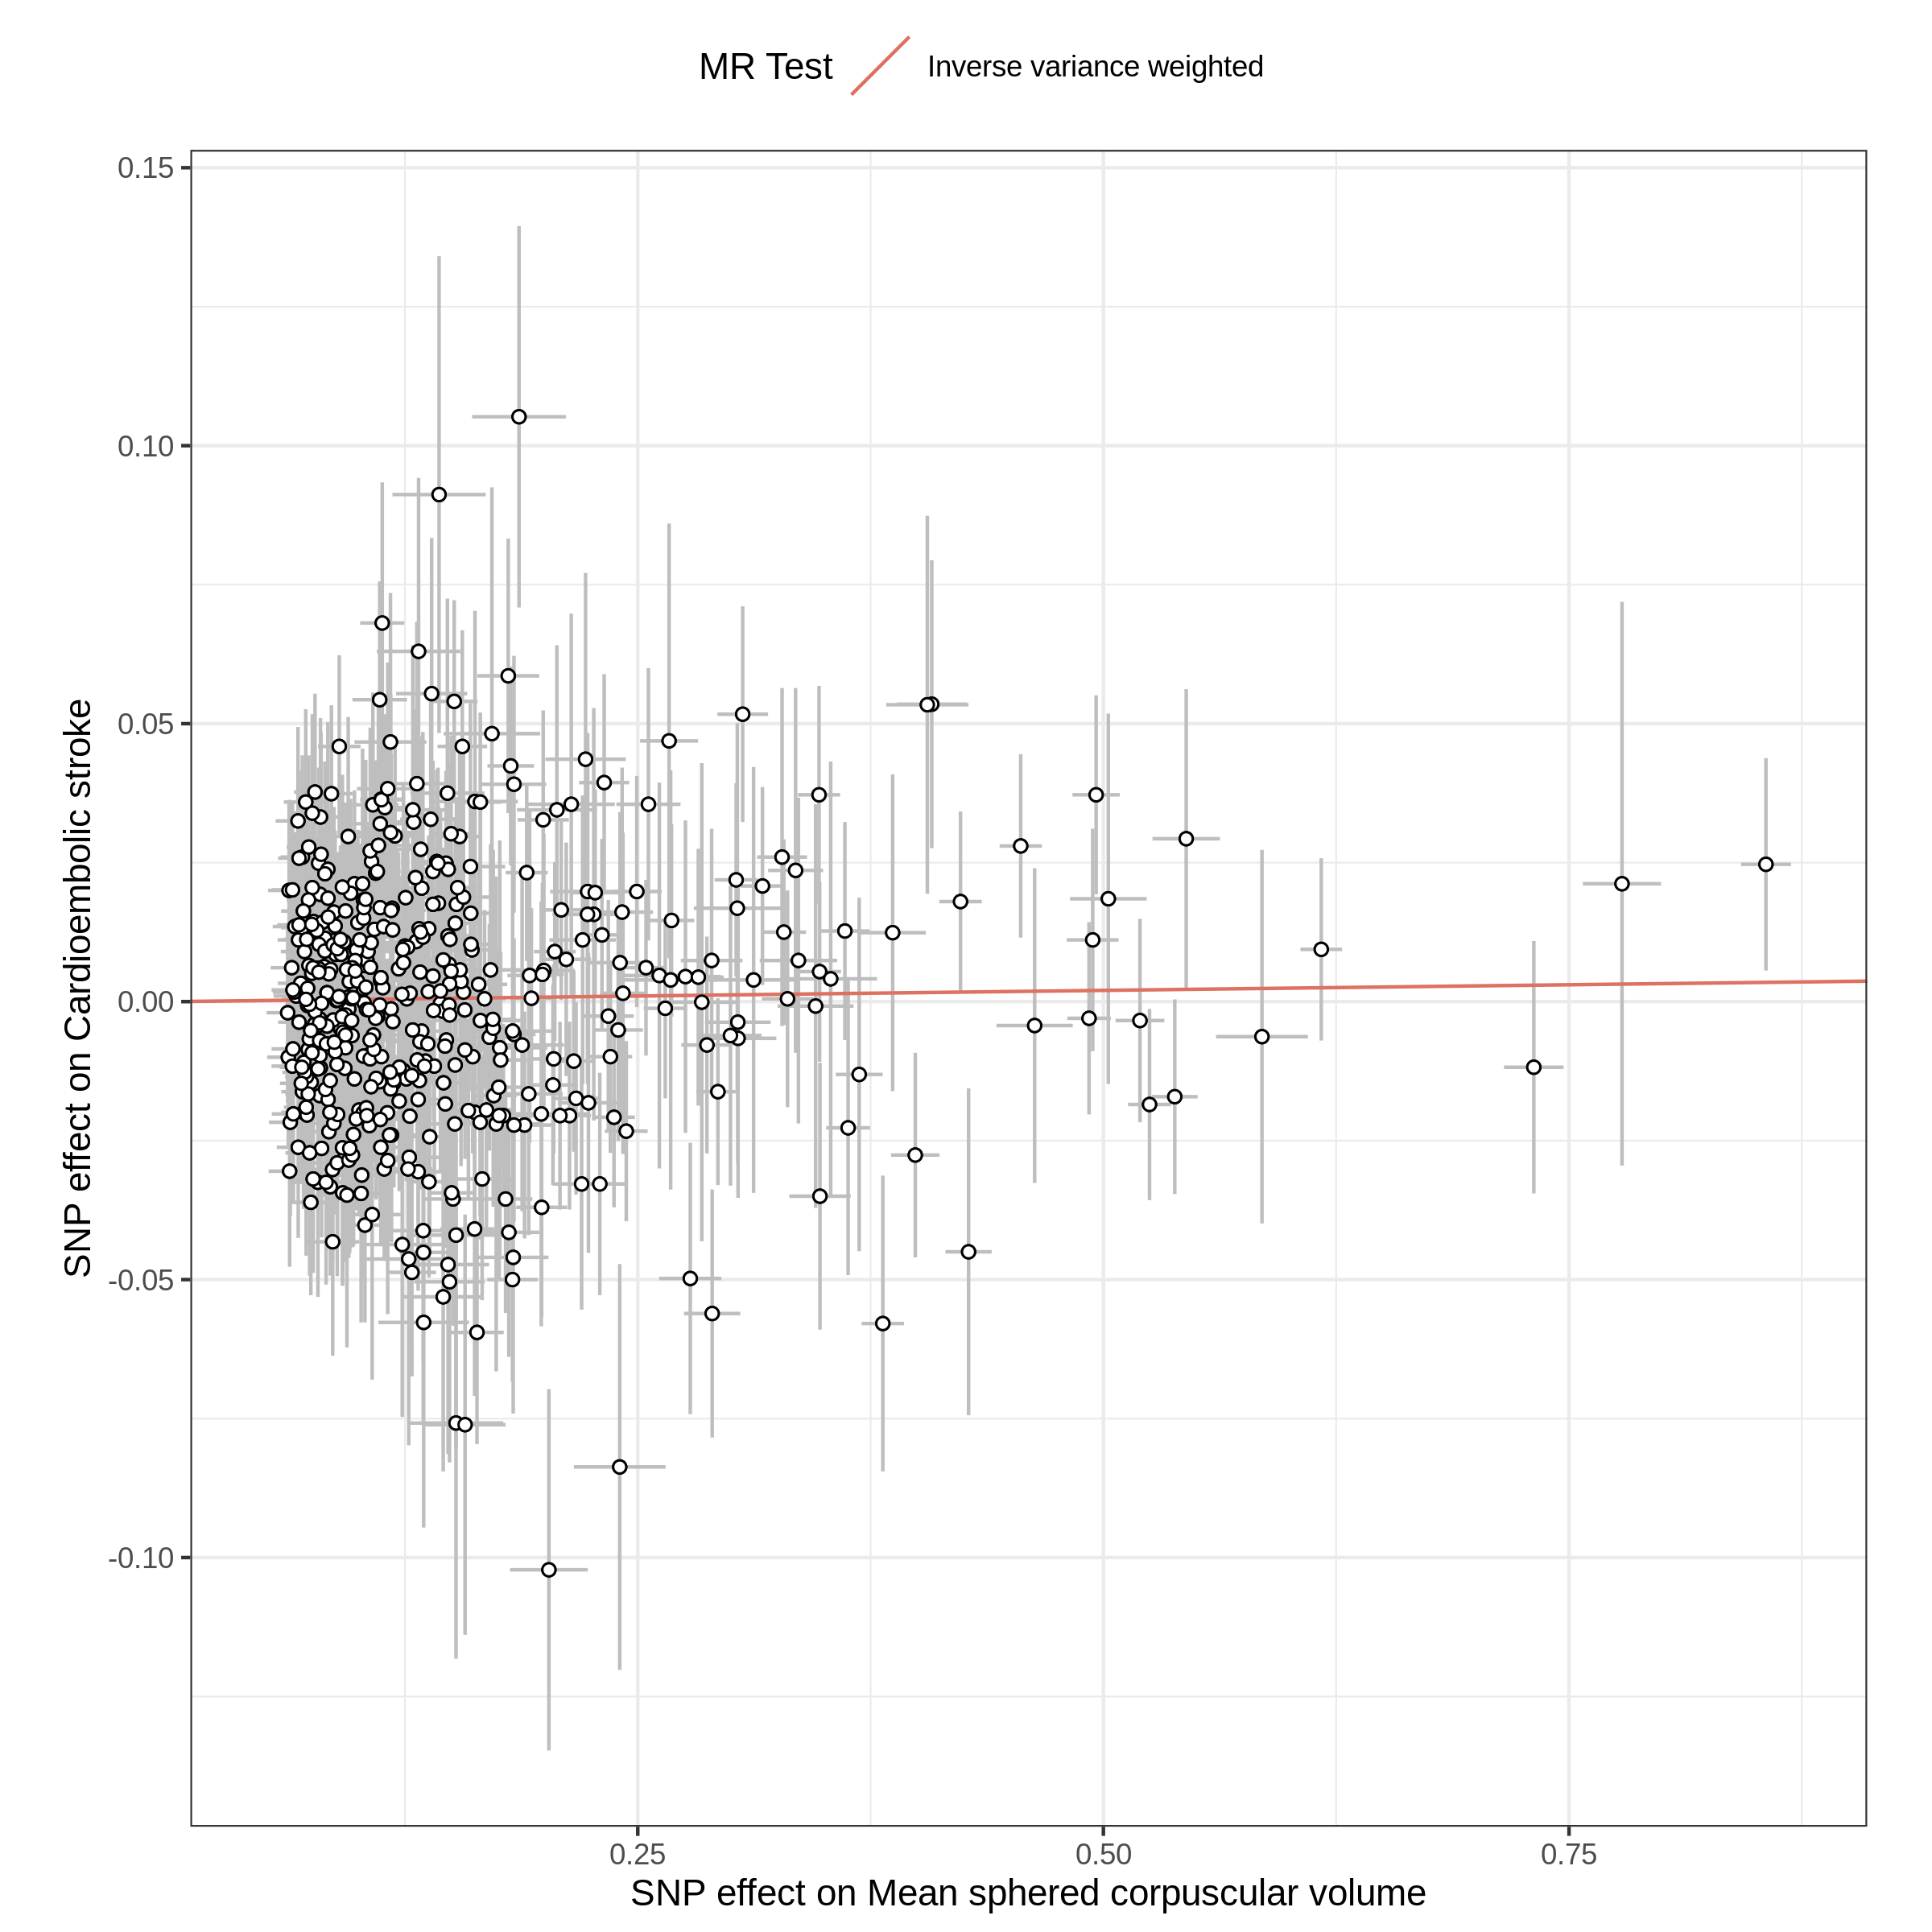 MR Test
Inverse variance weighted
0.15
0.10
0.05
0.00
-0.05
-0.10
SNP effect on Cardioembolic stroke
0.25
0.50
0.75
SNP effect on Mean sphered corpuscular volume